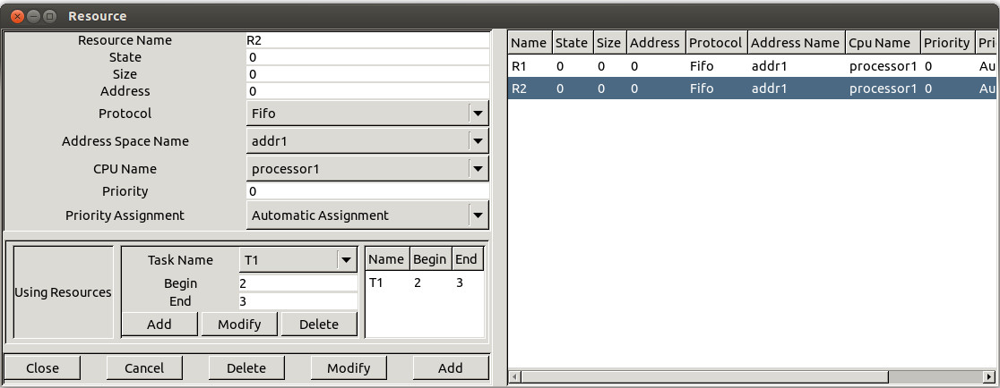 Resource
Resource Name R2
State 0
Size 0
Address 0
Protocol Fifo
Address Space Name addr1
CPU Name processor1
Priority 0
Priority Assignment Automatic Assignment
Using Resources
Task Name T1
Begin 2
End 3
Add Modify Delete
Name Begin End
T1 2 3
Close Cancel Delete Modify Add
Name State Size Address Protocol Address Name Cpu Name Priority Pri
R1 0 0 0 Fifo addr1 processor1 0 Au
R2 0 0 0 Fifo addr1 processor1 0 Au